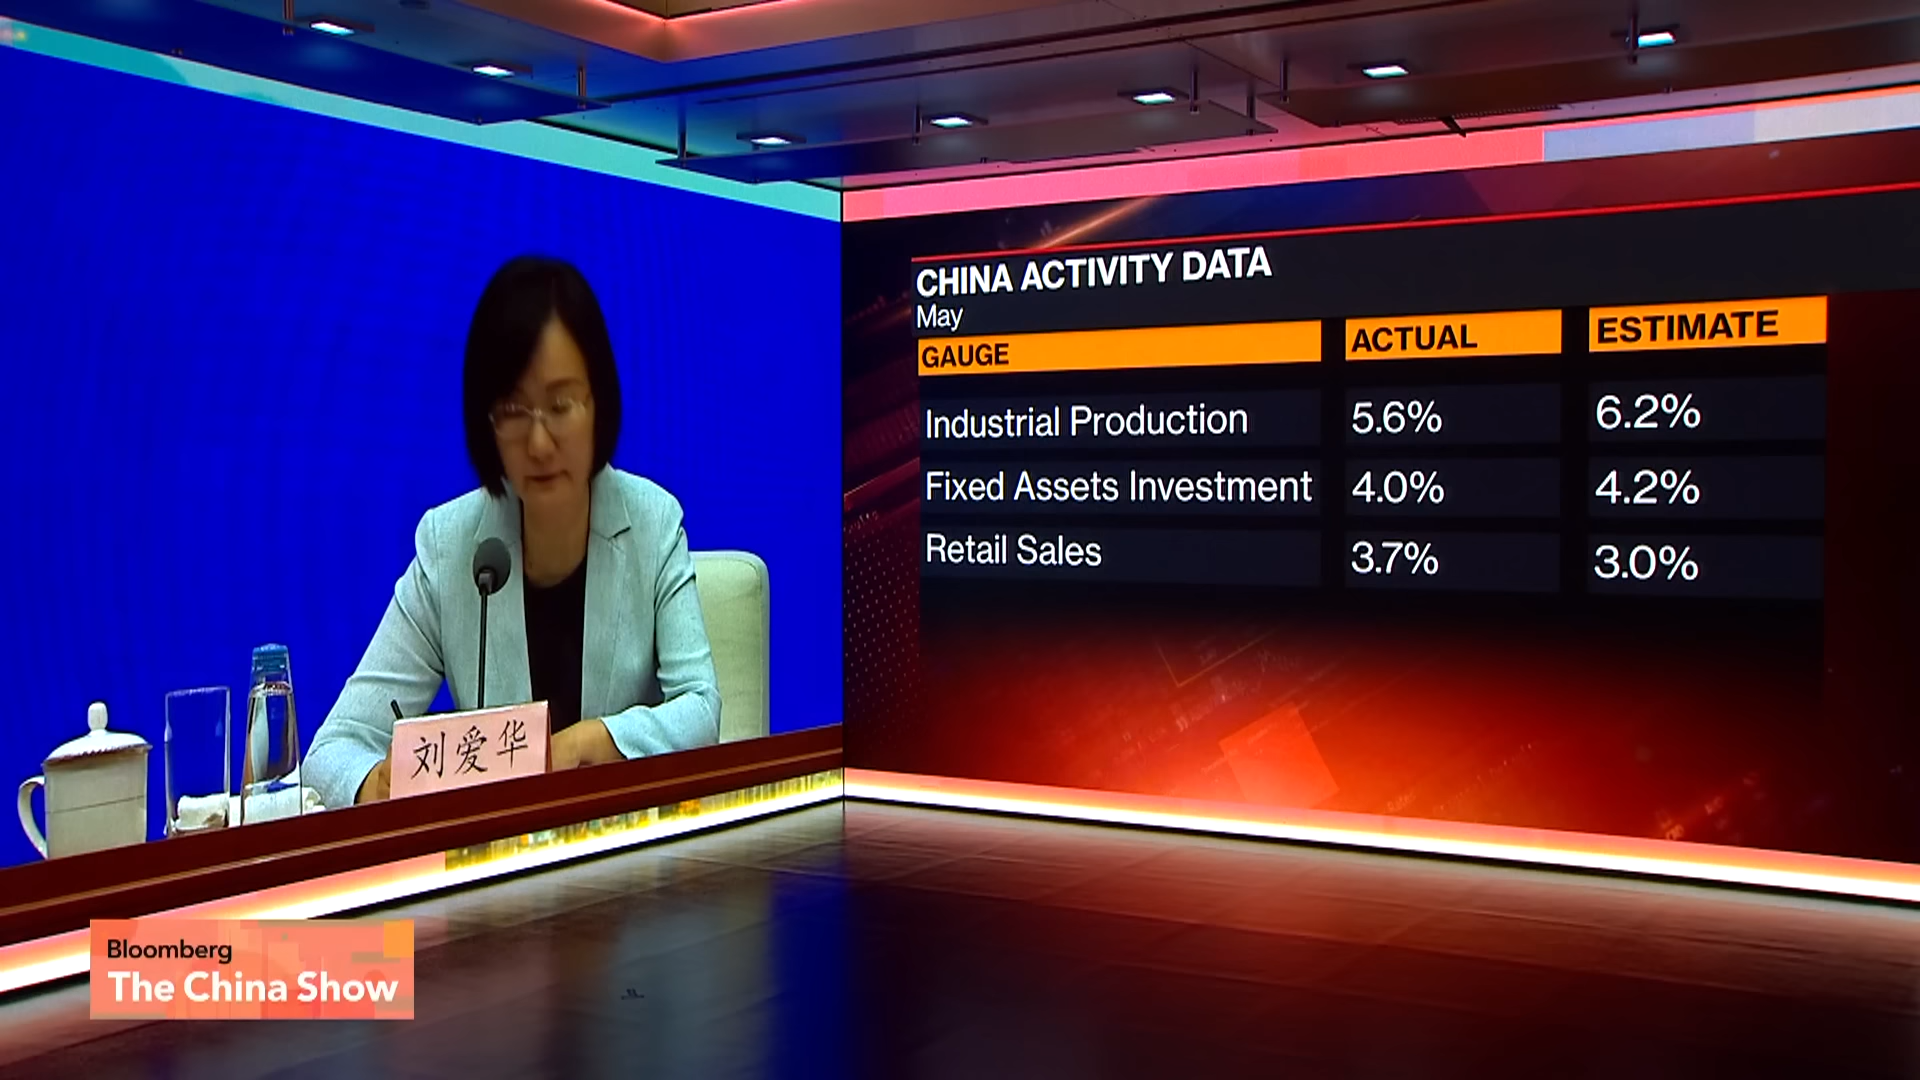 刘爱华
CHINA ACTIVITY DATA
May
GAUGE ACTUAL ESTIMATE
Industrial Production 5.6% 6.2%
Fixed Assets Investment 4.0% 4.2%
Retail Sales 3.7% 3.0%
Bloomberg
The China Show